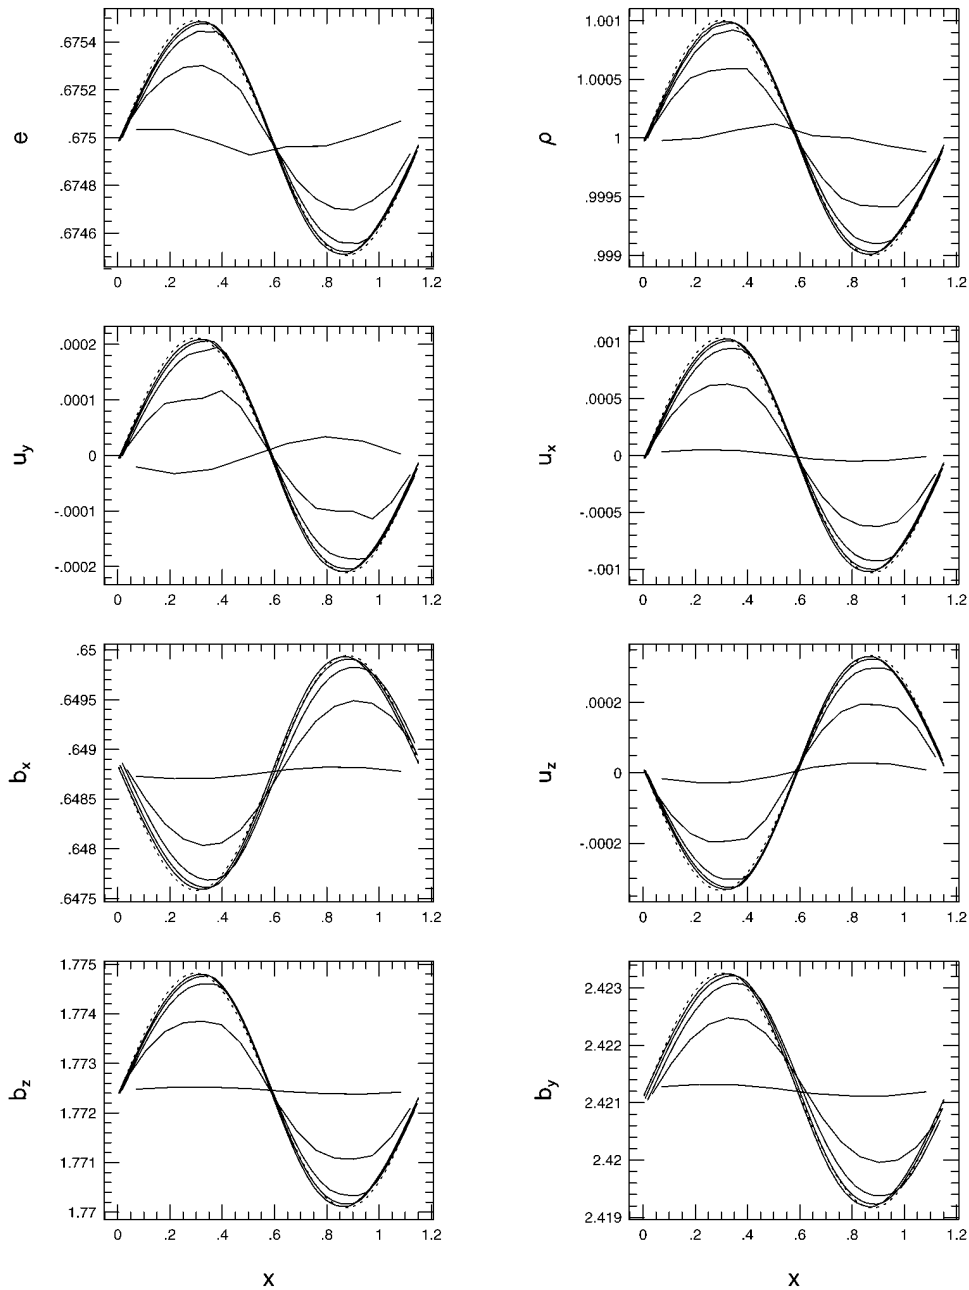 e
.6754
.6752
.675
.6748
.6746
0 .2 .4 .6 .8 1 1.2
ρ
1.001
1.0005
1
.9995
.999
0 .2 .4 .6 .8 1 1.2
u_y
.0002
.0001
0
-.0001
-.0002
0 .2 .4 .6 .8 1 1.2
u_x
.001
.0005
0
-.0005
-.001
0 .2 .4 .6 .8 1 1.2
b_x
.65
.6495
.649
.6485
.648
.6475
0 .2 .4 .6 .8 1 1.2
u_z
.0002
0
-.0002
0 .2 .4 .6 .8 1 1.2
b_z
1.775
1.774
1.773
1.772
1.771
1.77
0 .2 .4 .6 .8 1 1.2
x
b_y
2.423
2.422
2.421
2.42
2.419
0 .2 .4 .6 .8 1 1.2
x